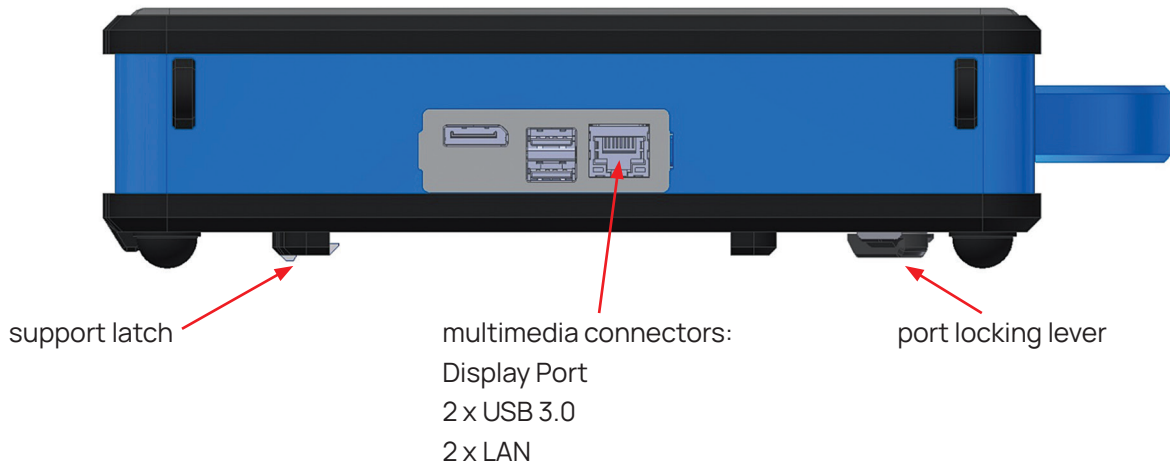 support latch
multimedia connectors:
Display Port
2 x USB 3.0
2 x LAN
port locking lever